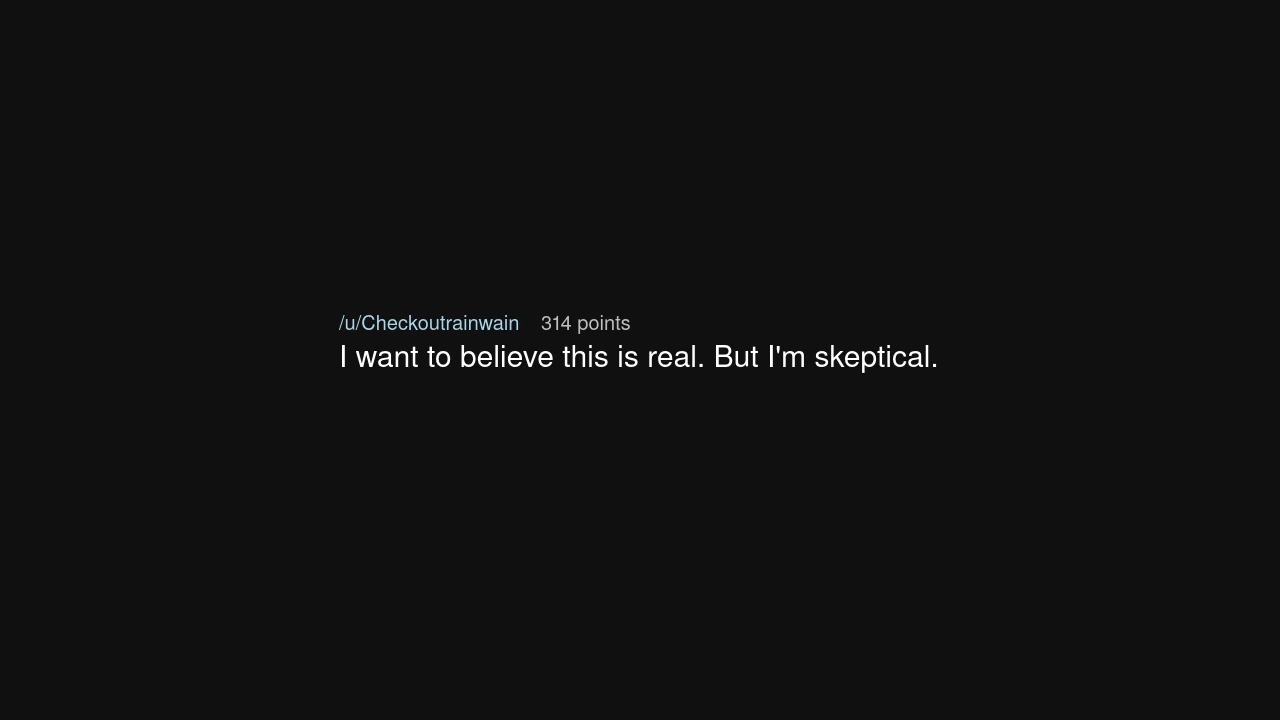 /u/Checkoutrainwain 314 points
I want to believe this is real. But I'm skeptical.